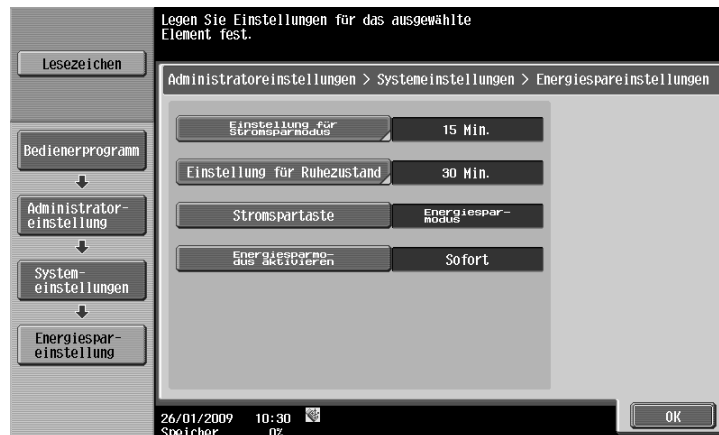 Legen Sie Einstellungen für das ausgewählte
Element fest.
Lesezeichen
Administratoreinstellungen > Systemeinstellungen > Energiespareinstellungen
Einstellung für
Stromsparmodus
15 Min.
Bedienerprogramm
Einstellung für Ruhezustand
30 Min.
Administrator-
einstellung
Stromspartaste
Energiespar-
modus
Energiesparmo-
dus aktivieren
Sofort
System-
einstellungen
Energiespar-
einstellung
26/01/2009 10:30
Speicher 0%
OK